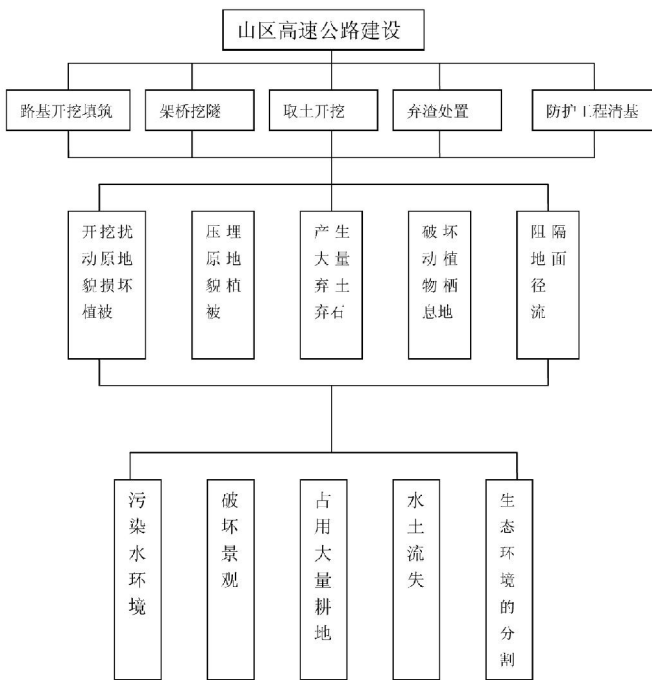 山区高速公路建设
路基开挖填筑
架桥挖隧
取土开挖
弃渣处置
防护工程清基
开挖扰
动原地
貌损坏
植被
压埋
原地
貌植
被
产生
大量
弃土
弃石
破坏
动植
物栖
息地
阻隔
地面
径
流
污染水环境
破坏景观
占用大量耕地
水土流失
生态环境的分割